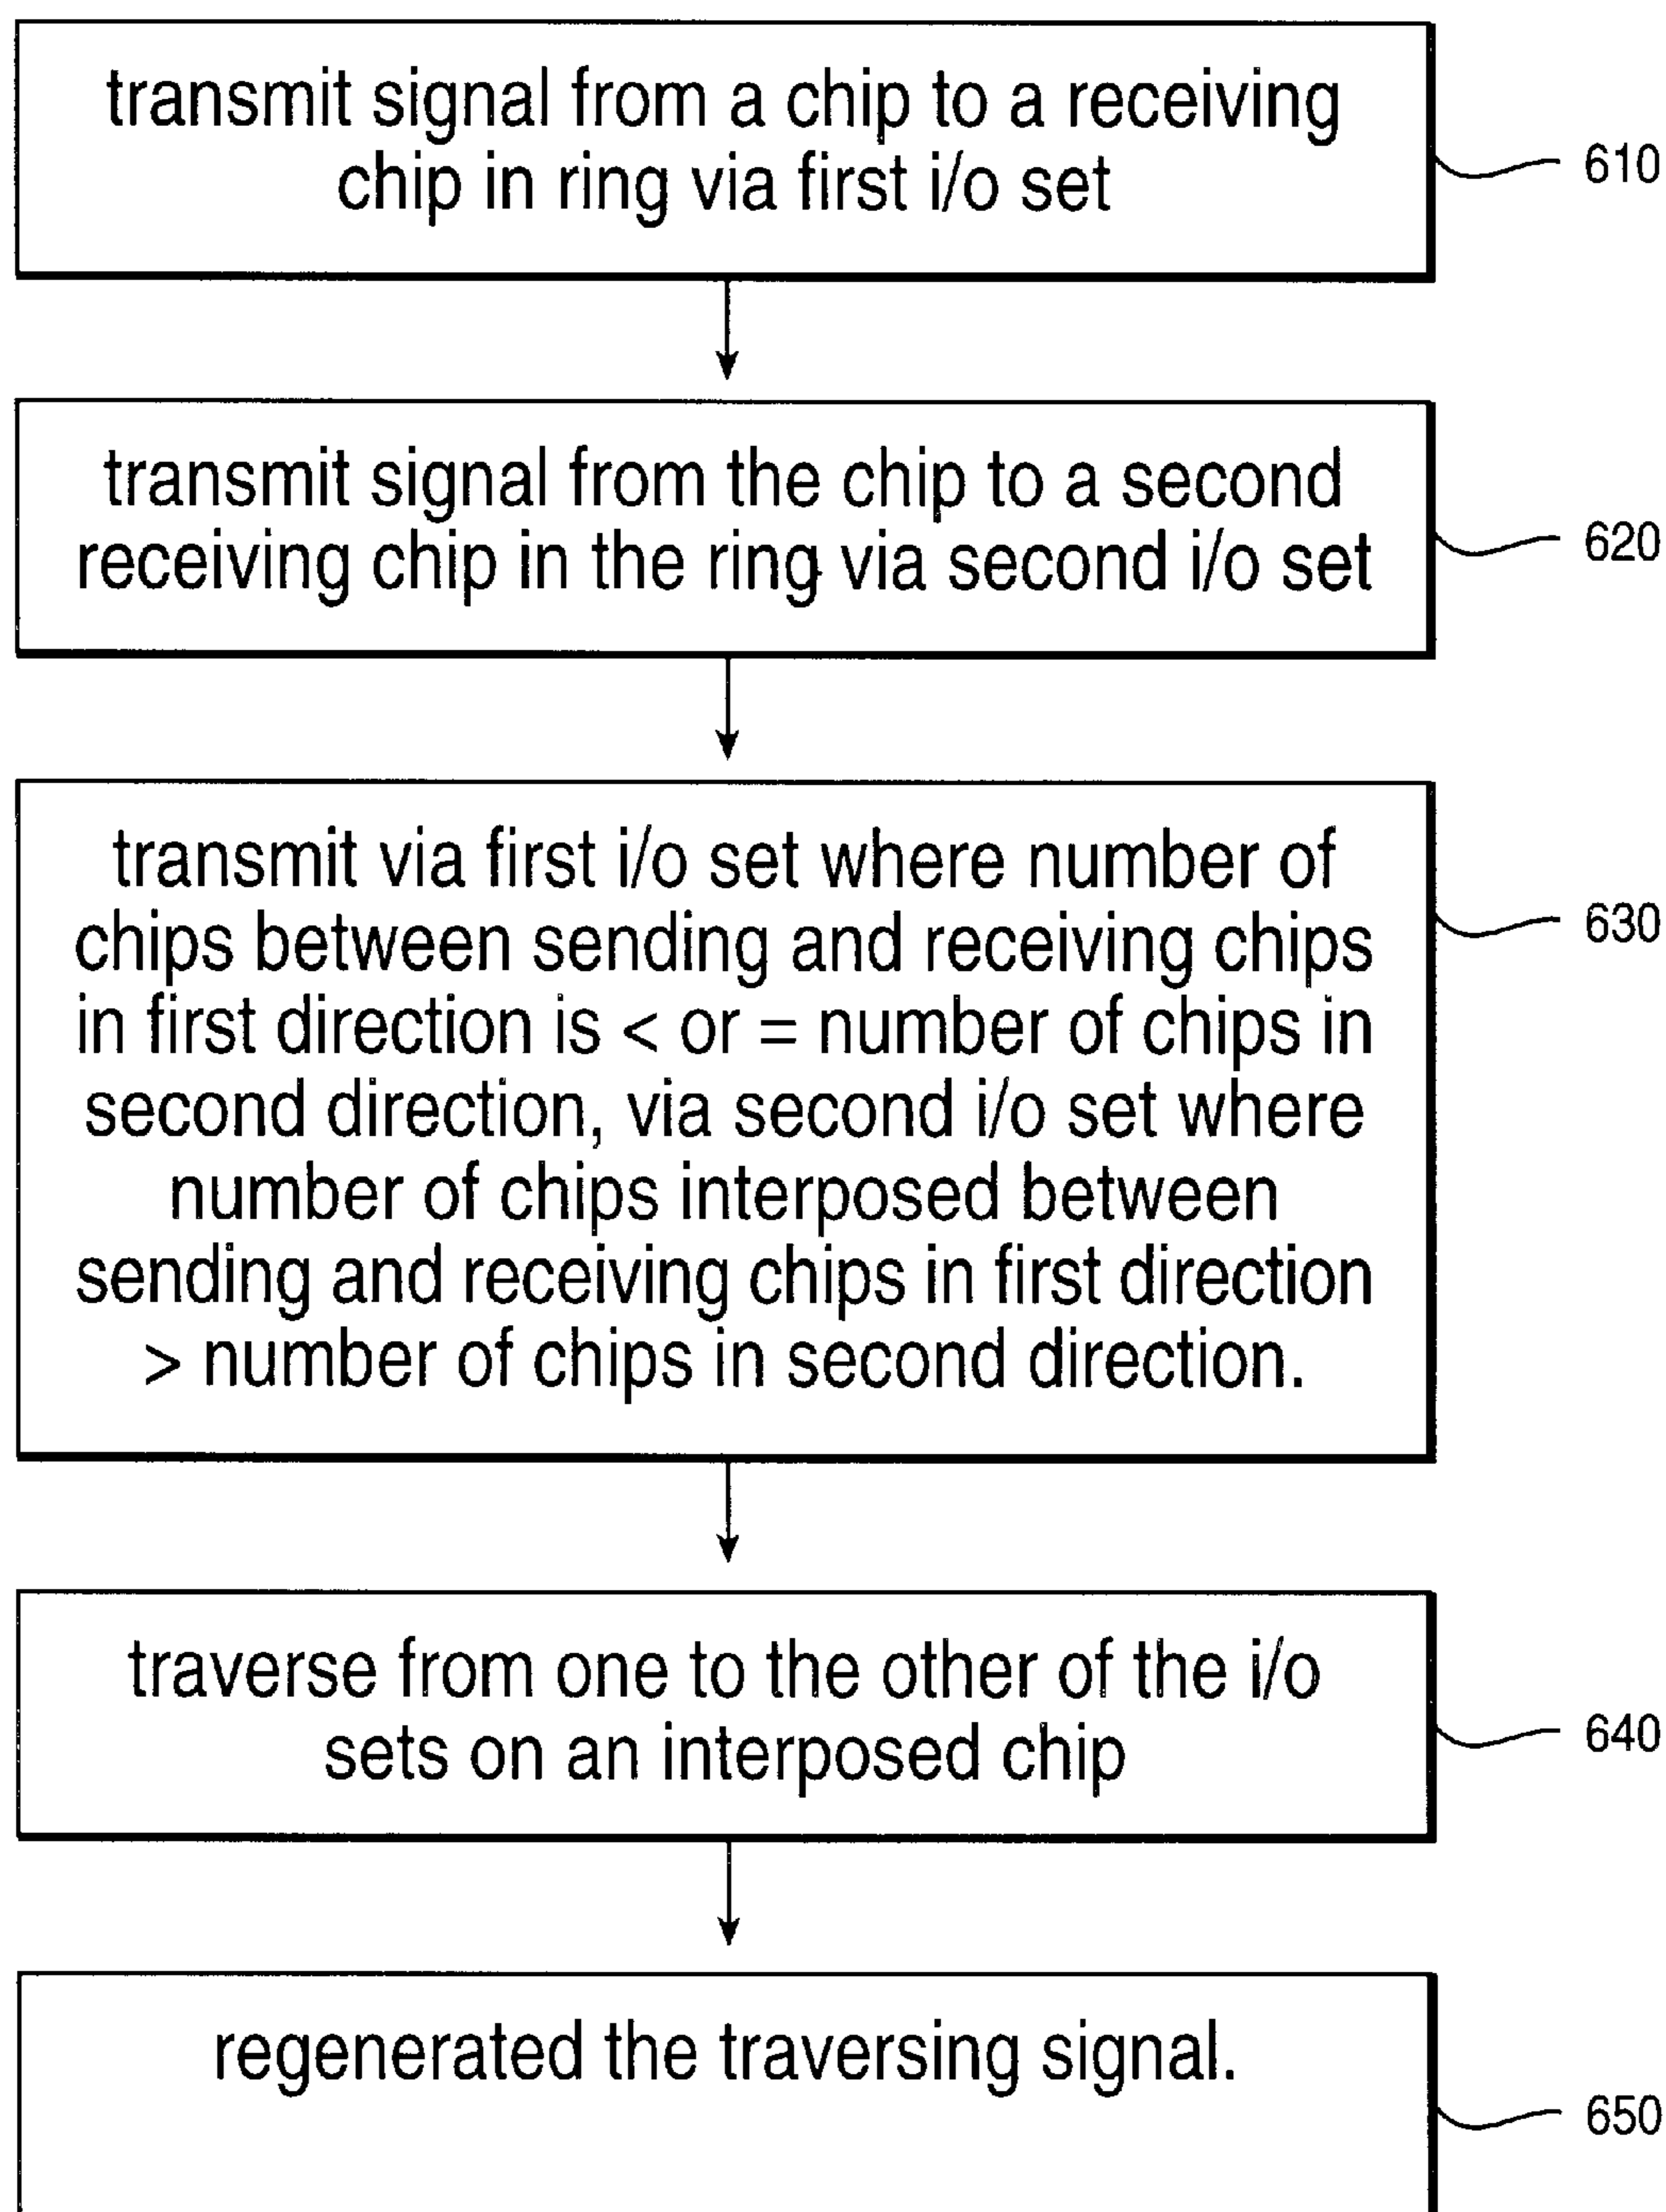 transmit signal from a chip to a receiving
chip in ring via first i/o set
610
transmit signal from the chip to a second
receiving chip in the ring via second i/o set
620
transmit via first i/o set where number of
chips between sending and receiving chips
in first direction is < or = number of chips in
second direction, via second i/o set where
number of chips interposed between
sending and receiving chips in first direction
> number of chips in second direction.
630
traverse from one to the other of the i/o
sets on an interposed chip
640
regenerated the traversing signal.
650